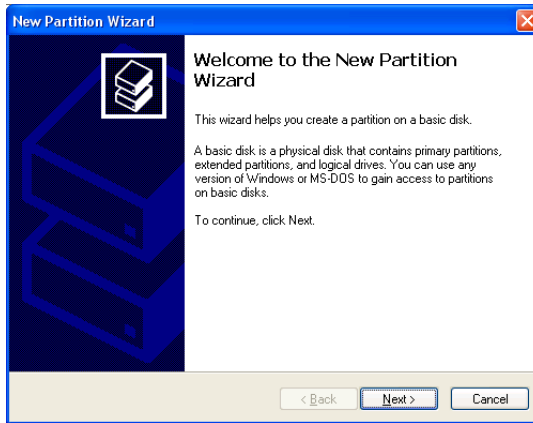 New Partition Wizard
Welcome to the New Partition
Wizard
This wizard helps you create a partition on a basic disk.
A basic disk is a physical disk that contains primary partitions,
extended partitions, and logical drives. You can use any
version of Windows or MS-DOS to gain access to partitions
on basic disks.
To continue, click Next.
< Back
Next >
Cancel